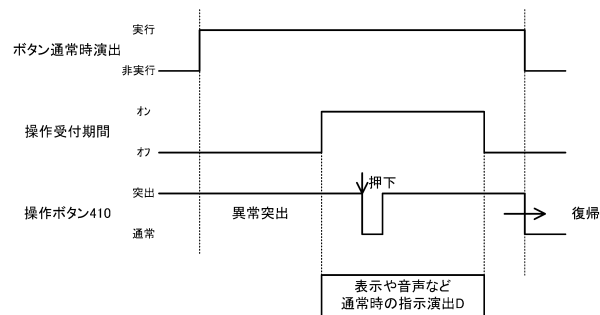 実行
ボタン通常時演出
非実行
オン
操作受付期間
オフ
押下
突出
操作ボタン410
異常突出
復帰
通常
表示や音声など
通常時の指示演出D